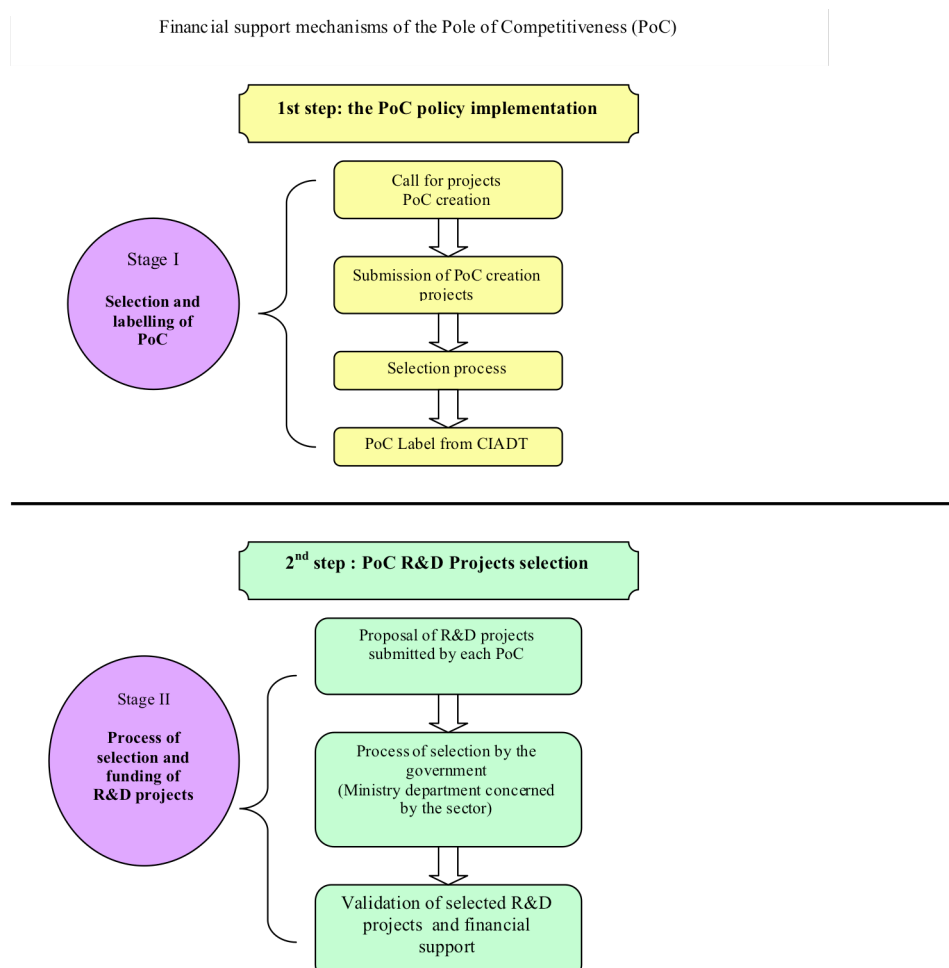 Financial support mechanisms of the Pole of Competitiveness (PoC)
1st step: the PoC policy implementation
Call for projects
PoC creation
Stage I
Selection and
labelling of
PoC
Submission of PoC creation
projects
Selection process
PoC Label from CIADT
2nd step : PoC R&D Projects selection
Proposal of R&D projects
submitted by each PoC
Stage II
Process of
selection and
funding of
R&D projects
Process of selection by the
government
(Ministry department concerned
by the sector)
Validation of selected R&D
projects and financial
support